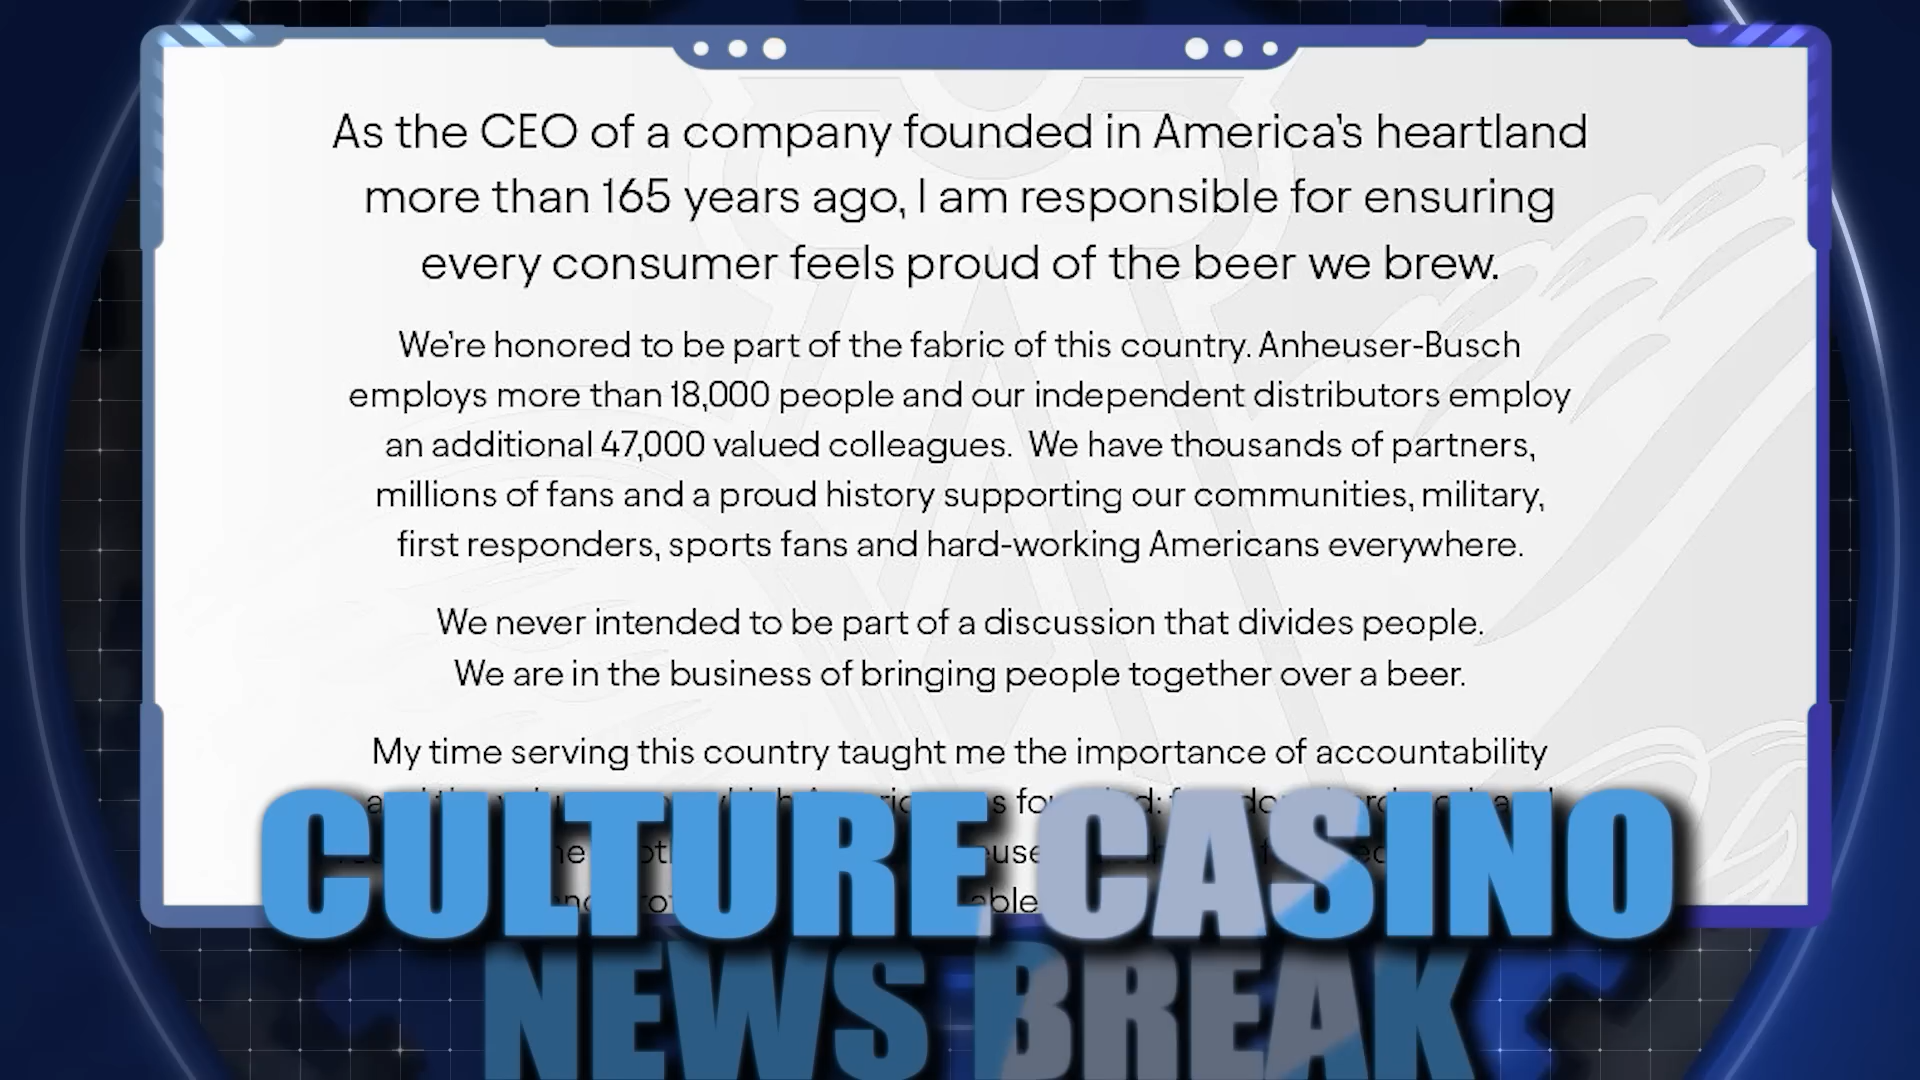 As the CEO of a company founded in America's heartland
more than 165 years ago, I am responsible for ensuring
every consumer feels proud of the beer we brew.
We're honored to be part of the fabric of this country. Anheuser-Busch
employs more than 18,000 people and our independent distributors employ
an additional 47,000 valued colleagues. We have thousands of partners,
millions of fans and a proud history supporting our communities, military,
first responders, sports fans and hard-working Americans everywhere.
We never intended to be part of a discussion that divides people.
We are in the business of bringing people together over a beer.
My time serving this country taught me the importance of accountability
CULTURE CASINO
NEWS BREAK